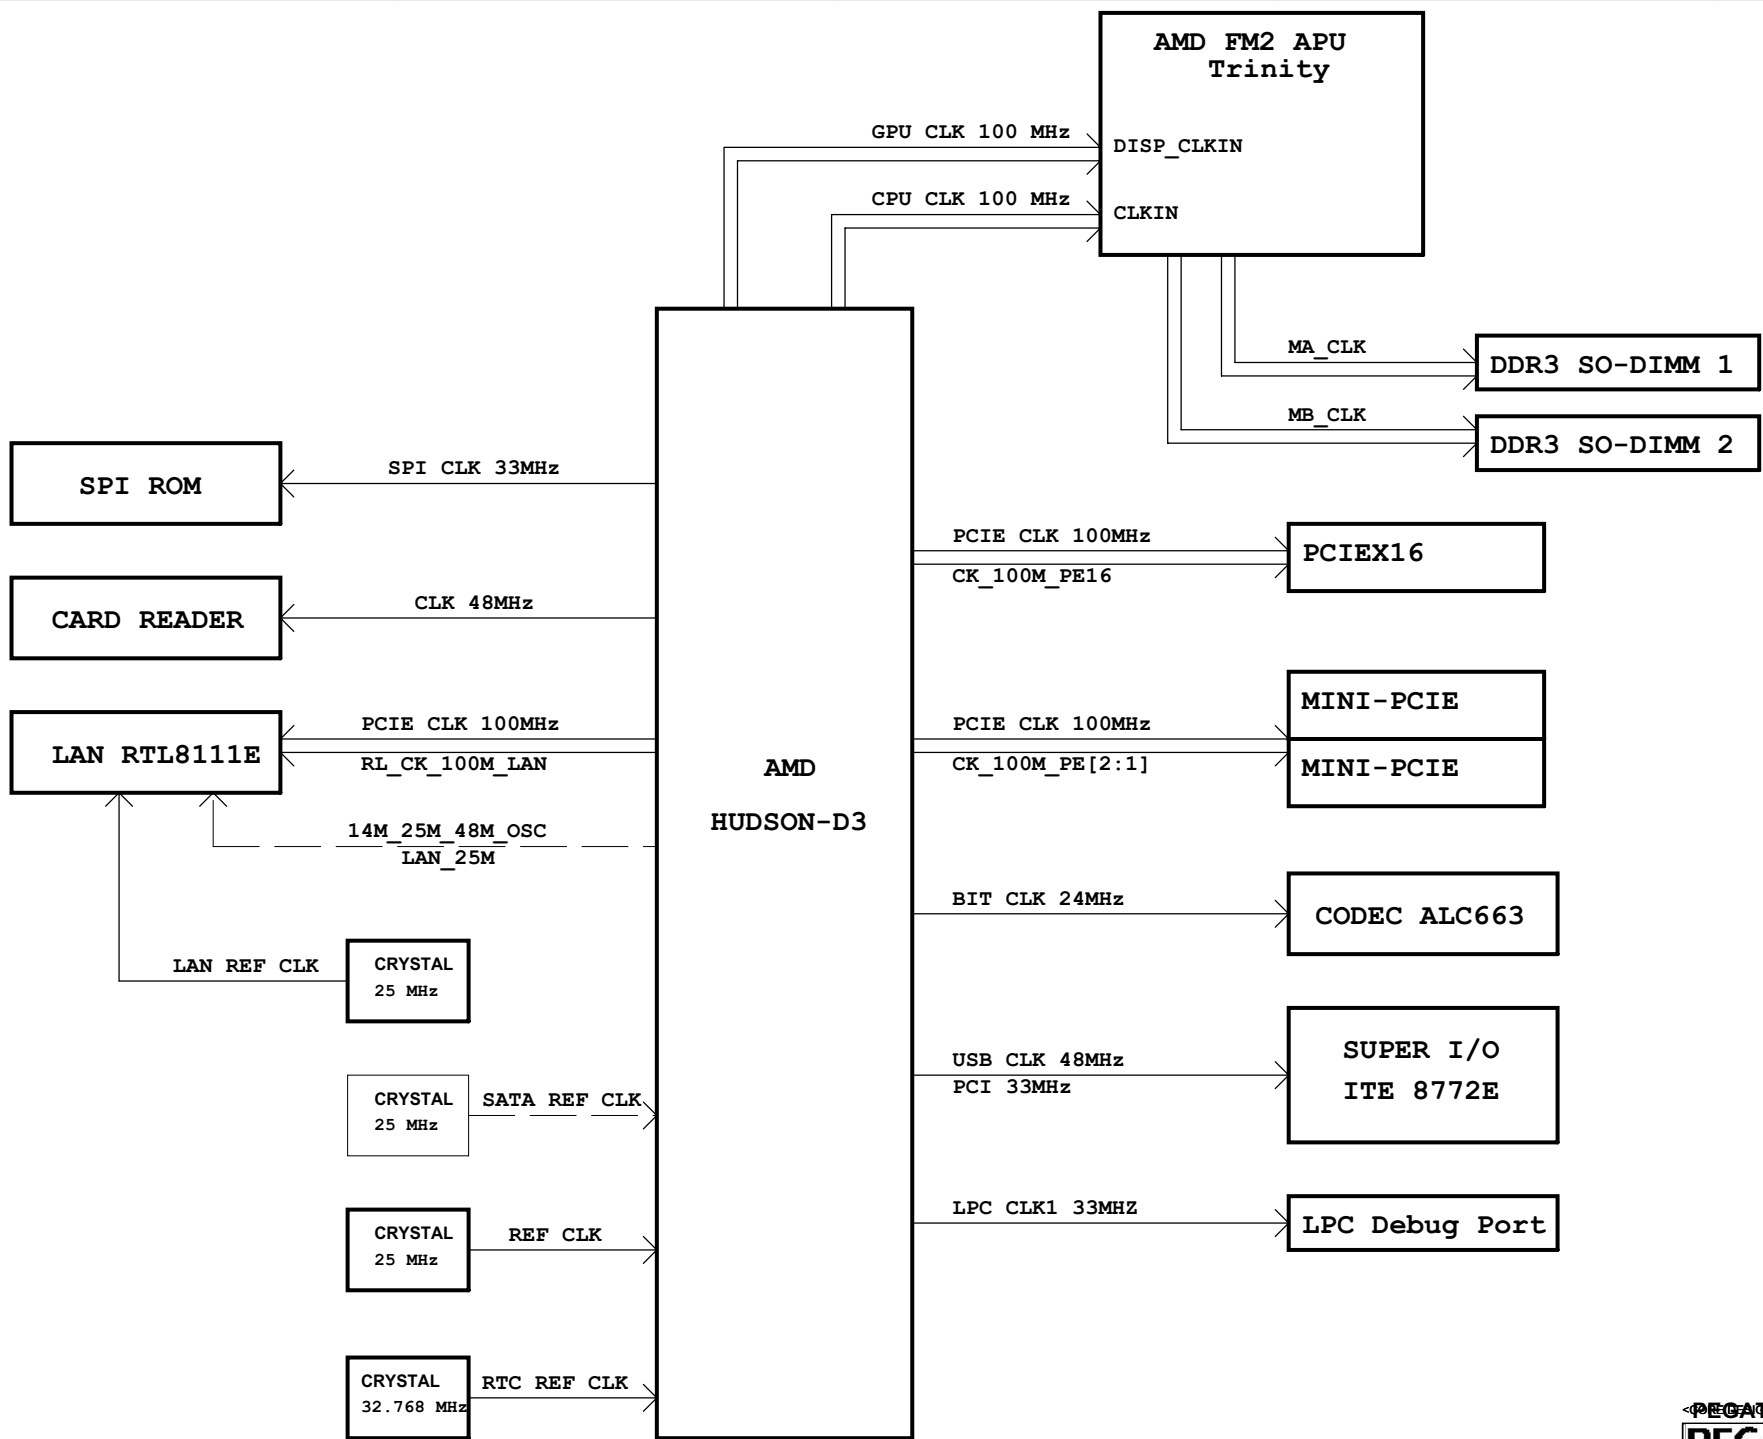 AMD FM2 APU
Trinity
GPU CLK 100 MHz
DISP_CLKIN
CPU CLK 100 MHz
CLKIN
MA_CLK
DDR3 SO-DIMM 1
MB_CLK
DDR3 SO-DIMM 2
SPI CLK 33MHz
SPI ROM
PCIE CLK 100MHz
PCIEX16
CK_100M_PE16
CLK 48MHz
CARD READER
PCIE CLK 100MHz
LAN RTL8111E
RL_CK_100M_LAN
PCIE CLK 100MHz
MINI-PCIE
CK_100M_PE[2:1]
MINI-PCIE
AMD
HUDSON-D3
14M_25M_48M_OSC
LAN_25M
BIT CLK 24MHz
CODEC ALC663
LAN REF CLK
CRYSTAL
25 MHz
USB CLK 48MHz
PCI 33MHz
SUPER I/O
ITE 8772E
CRYSTAL
25 MHz
SATA REF CLK
LPC CLK1 33MHZ
LPC Debug Port
CRYSTAL
25 MHz
REF CLK
CRYSTAL
32.768 MHz
RTC REF CLK